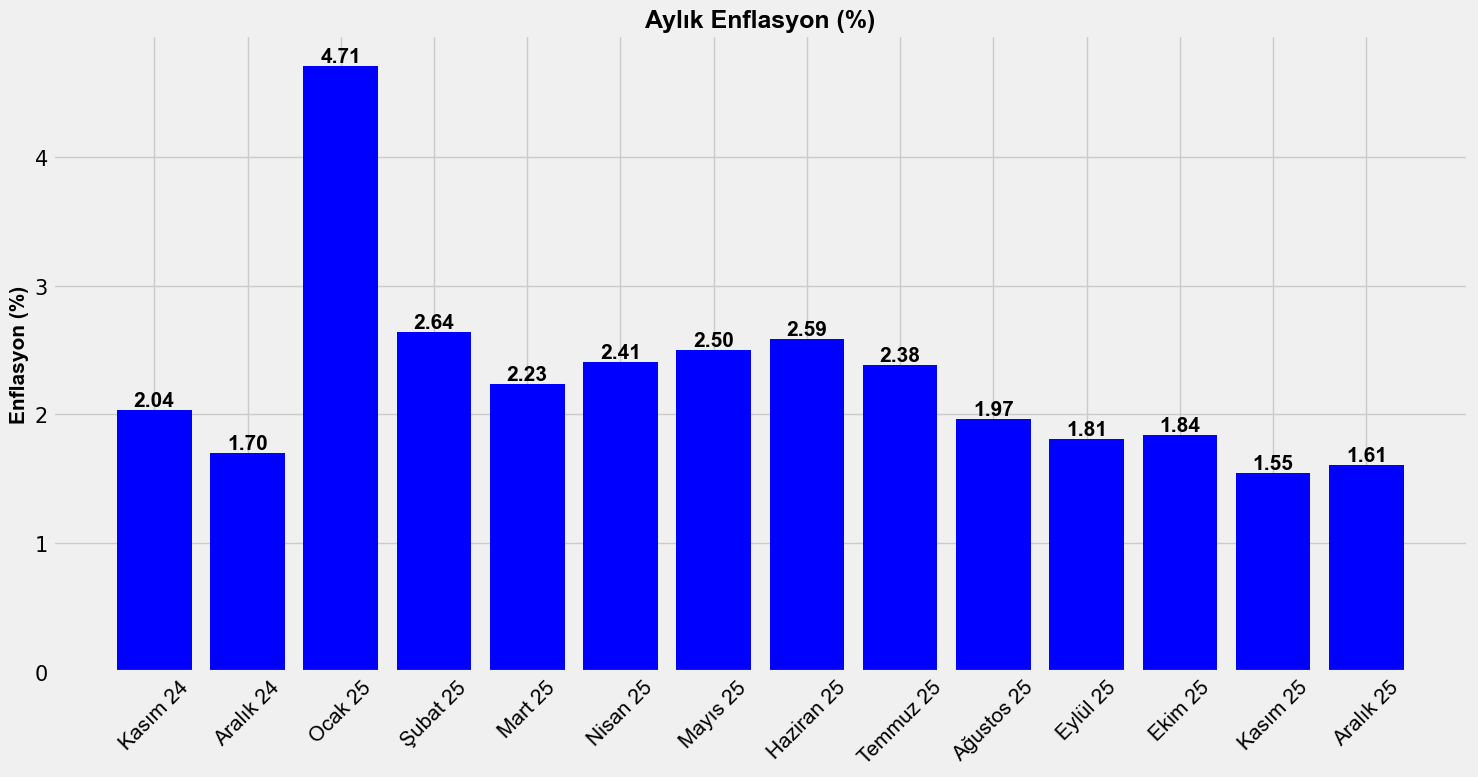 Aylık Enflasyon (%)
Enflasyon (%)
4
3
2
1
0
2.04
1.70
4.71
2.64
2.23
2.41
2.50
2.59
2.38
1.97
1.81
1.84
1.55
1.61
Kasım 24
Aralık 24
Ocak 25
Şubat 25
Mart 25
Nisan 25
Mayıs 25
Haziran 25
Temmuz 25
Ağustos 25
Eylül 25
Ekim 25
Kasım 25
Aralık 25